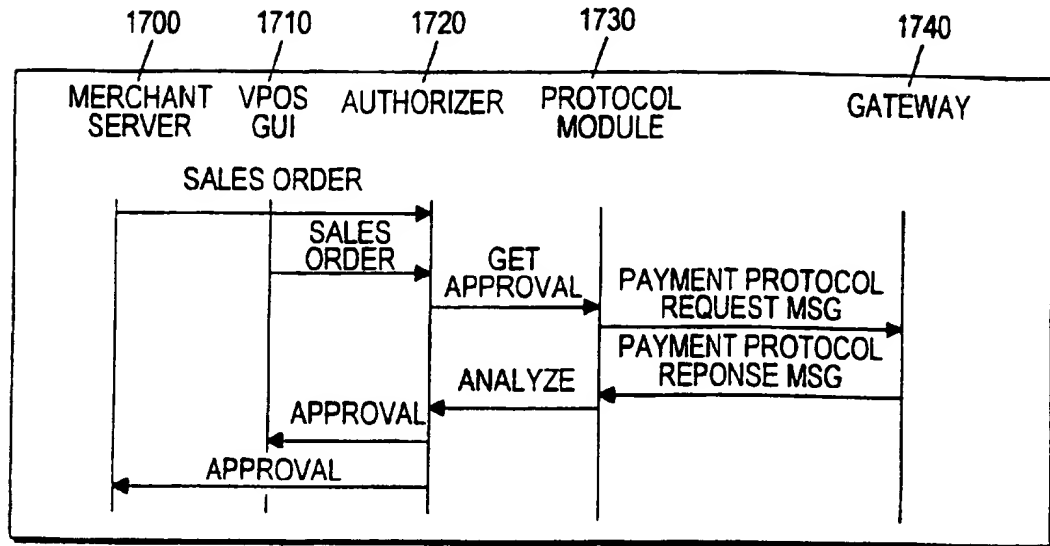 1700 1710 1720 1730 1740
MERCHANT SERVER
VPOS GUI
AUTHORIZER
PROTOCOL MODULE
GATEWAY
SALES ORDER
SALES
ORDER
GET
APPROVAL
PAYMENT PROTOCOL
REQUEST MSG
PAYMENT PROTOCOL
REPONSE MSG
ANALYZE
APPROVAL
APPROVAL